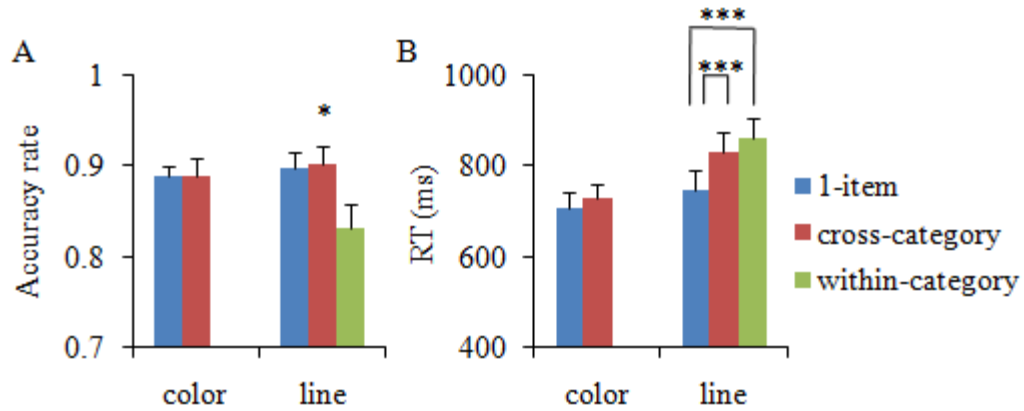 A
Accuracy rate
1
0.9
0.8
0.7
*
color
line
B
RT (ms)
1000
800
600
400
***
***
color
line
1-item
cross-category
within-category